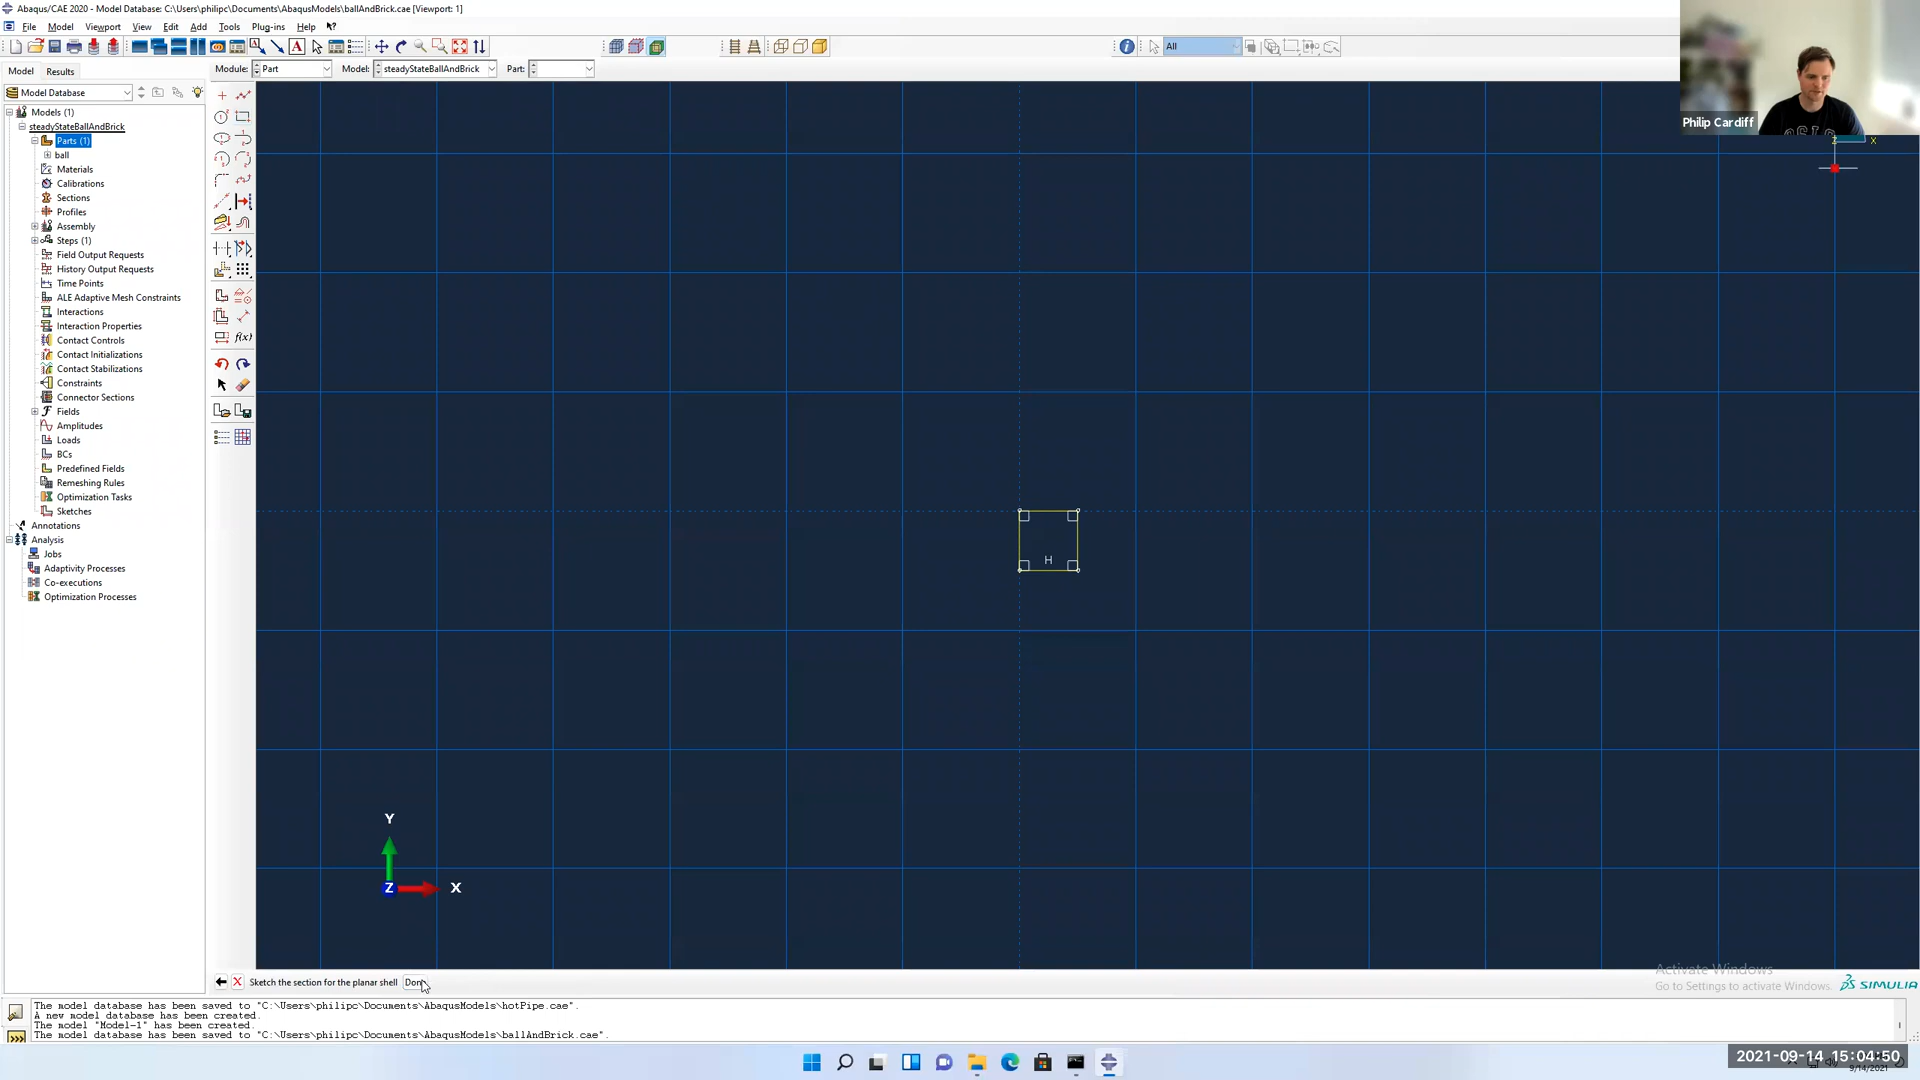 Abaqus/CAE 2020 - Model Database: C:\Users\philipc\Documents\AbaqusModels\ballAndBrick.cae [Viewport: 1]
File Model Viewport View Edit Add Tools Plug-ins Help
All
Model Results
Module: Part Model: steadyStateBallAndBrick Part:
Model Database
Models (1)
steadyStateBallAndBrick
Parts (1)
ball
Materials
Calibrations
Sections
Profiles
Assembly
Steps (1)
Field Output Requests
History Output Requests
Time Points
ALE Adaptive Mesh Constraints
Interactions
Interaction Properties
Contact Controls
Contact Initializations
Contact Stabilizations
Constraints
Connector Sections
Fields
Amplitudes
Loads
BCs
Predefined Fields
Remeshing Rules
Optimization Tasks
Sketches
Annotations
Analysis
Jobs
Adaptivity Processes
Co-executions
Optimization Processes
f(x)
Philip Cardiff
Z X
H
Y
Z X
Sketch the section for the planar shell Done
Activate Windows
Go to Settings to activate Windows.
SIMULIA
The model database has been saved to "C:\Users\philipc\Documents\AbaqusModels\hotPipe.cae".
A new model database has been created.
The model "Model-1" has been created.
The model database has been saved to "C:\Users\philipc\Documents\AbaqusModels\ballAndBrick.cae".
2021-09-14 15:04:50
9/14/2021